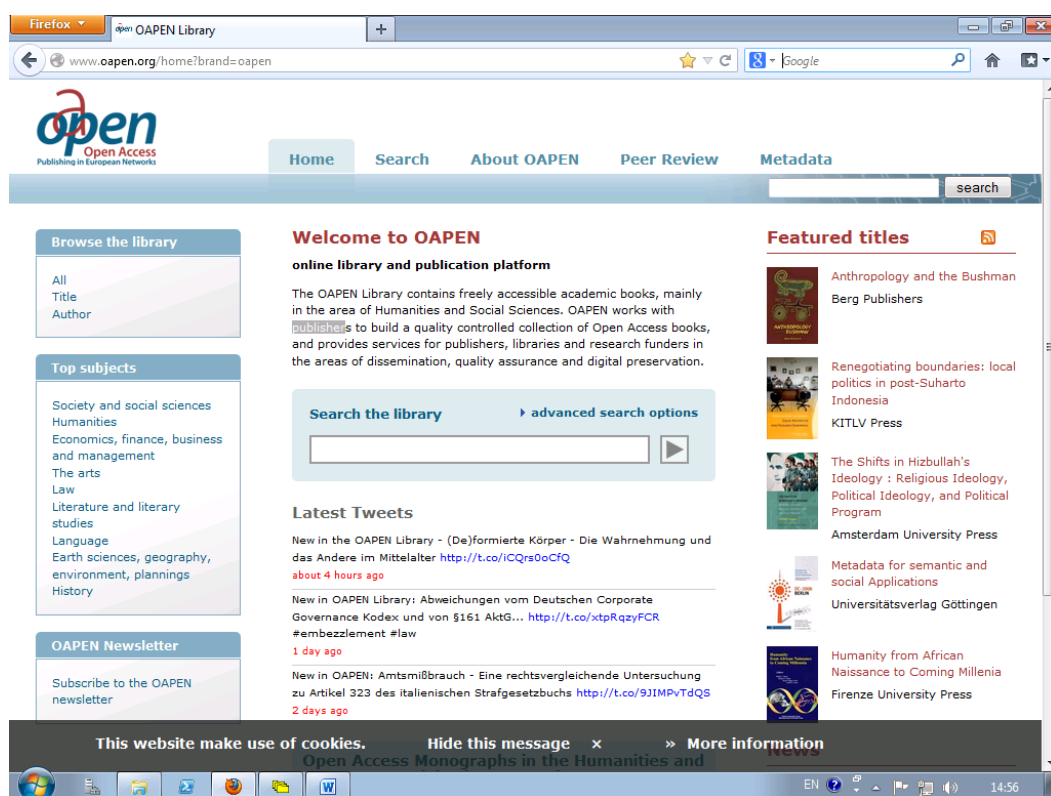 Firefox
oapen OAPEN Library
www.oapen.org/home?brand=oapen
Google
oapen
Open Access
Publishing in European Networks
Home
Search
About OAPEN
Peer Review
Metadata
search
Browse the library
All
Title
Author
Top subjects
Society and social sciences
Humanities
Economics, finance, business
and management
The arts
Law
Literature and literary
studies
Language
Earth sciences, geography,
environment, plannings
History
OAPEN Newsletter
Subscribe to the OAPEN
newsletter
Welcome to OAPEN
online library and publication platform
The OAPEN Library contains freely accessible academic books, mainly
in the area of Humanities and Social Sciences. OAPEN works with
publishers to build a quality controlled collection of Open Access books,
and provides services for publishers, libraries and research funders in
the areas of dissemination, quality assurance and digital preservation.
Search the library
advanced search options
Latest Tweets
New in the OAPEN Library - (De)formierte Körper - Die Wahrnehmung und
das Andere im Mittelalter http://t.co/iCQrs0oCfQ
about 4 hours ago
New in OAPEN Library: Abweichungen vom Deutschen Corporate
Governance Kodex und von §161 AktG... http://t.co/xtpRqzyFCR
#embezzlement #law
1 day ago
New in OAPEN: Amtsmißbrauch - Eine rechtsvergleichende Untersuchung
zu Artikel 323 des italienischen Strafgesetzbuchs http://t.co/9JIMPvTdQS
2 days ago
Open Access Monographs in the Humanities and
Featured titles
ANTHROPOLOGY
BUSHMAN
Anthropology and the Bushman
Berg Publishers
Renegotiating boundaries: local
politics in post-Suharto
Indonesia
KITLV Press
The Shifts in Hizbullah's
Ideology : Religious Ideology,
Political Ideology, and Political
Program
Amsterdam University Press
Metadata for semantic and
social Applications
Universitätsverlag Göttingen
Humanity from African
Naissance to Coming Millenia
Firenze University Press
News
This website make use of cookies.
Hide this message x
» More information
EN
14:56